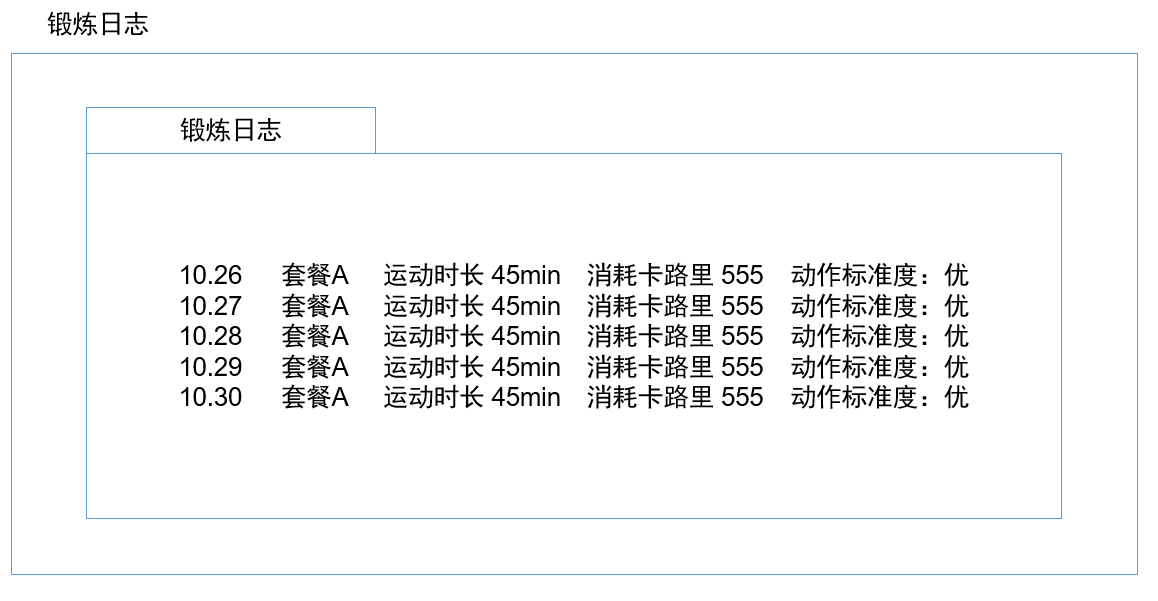 锻炼日志
锻炼日志
10.26 套餐A 运动时长 45min 消耗卡路里 555 动作标准度：优
10.27 套餐A 运动时长 45min 消耗卡路里 555 动作标准度：优
10.28 套餐A 运动时长 45min 消耗卡路里 555 动作标准度：优
10.29 套餐A 运动时长 45min 消耗卡路里 555 动作标准度：优
10.30 套餐A 运动时长 45min 消耗卡路里 555 动作标准度：优